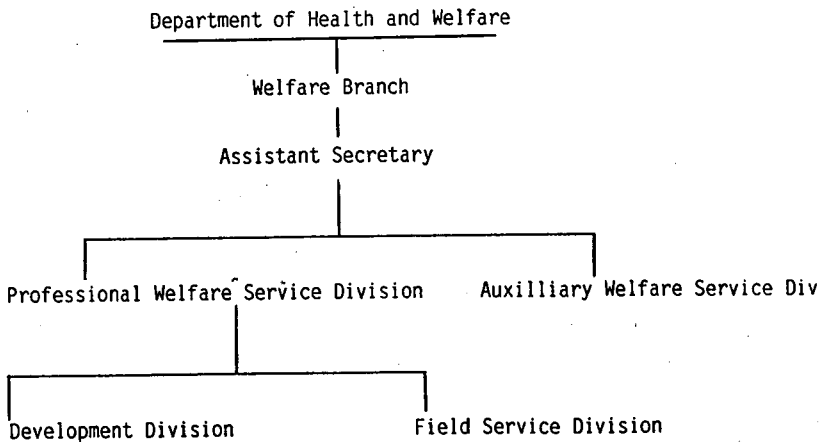 Department of Health and Welfare
Welfare Branch
Assistant Secretary
Professional Welfare Service Division Auxilliary Welfare Service Div
Development Division Field Service Division